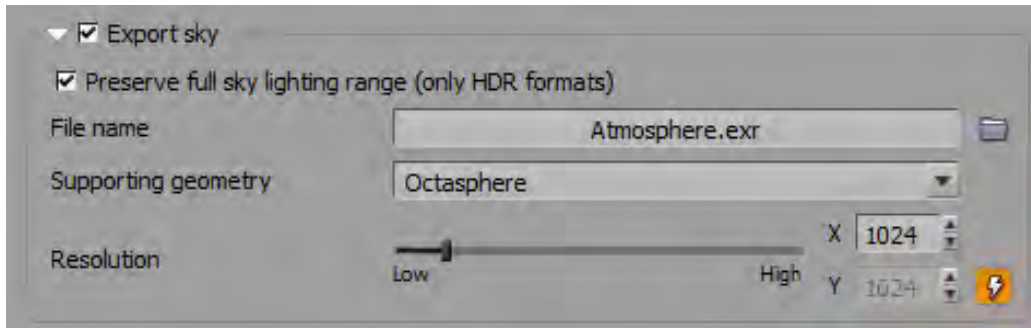 Export sky
Preserve full sky lighting range (only HDR formats)
File name Atmosphere.exr
Supporting geometry Octasphere
X 1024
Resolution
Low High
Y 1024